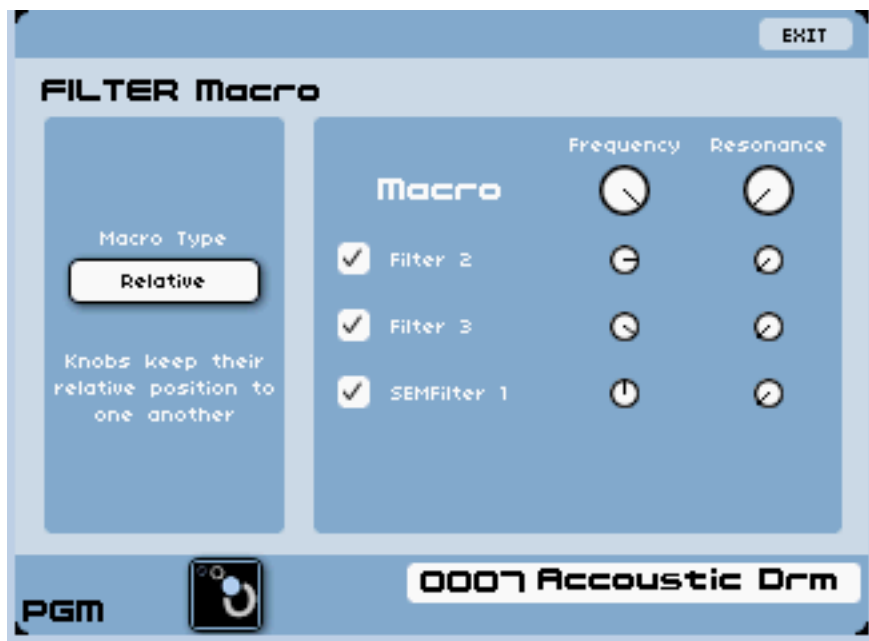 EXIT
FILTER Macro
Frequency Resonance
Macro
Macro Type
Relative
Knobs keep their
relative position to
one another
Filter 2
Filter 3
SEMFilter 1
PGM
0007 Accoustic Drm